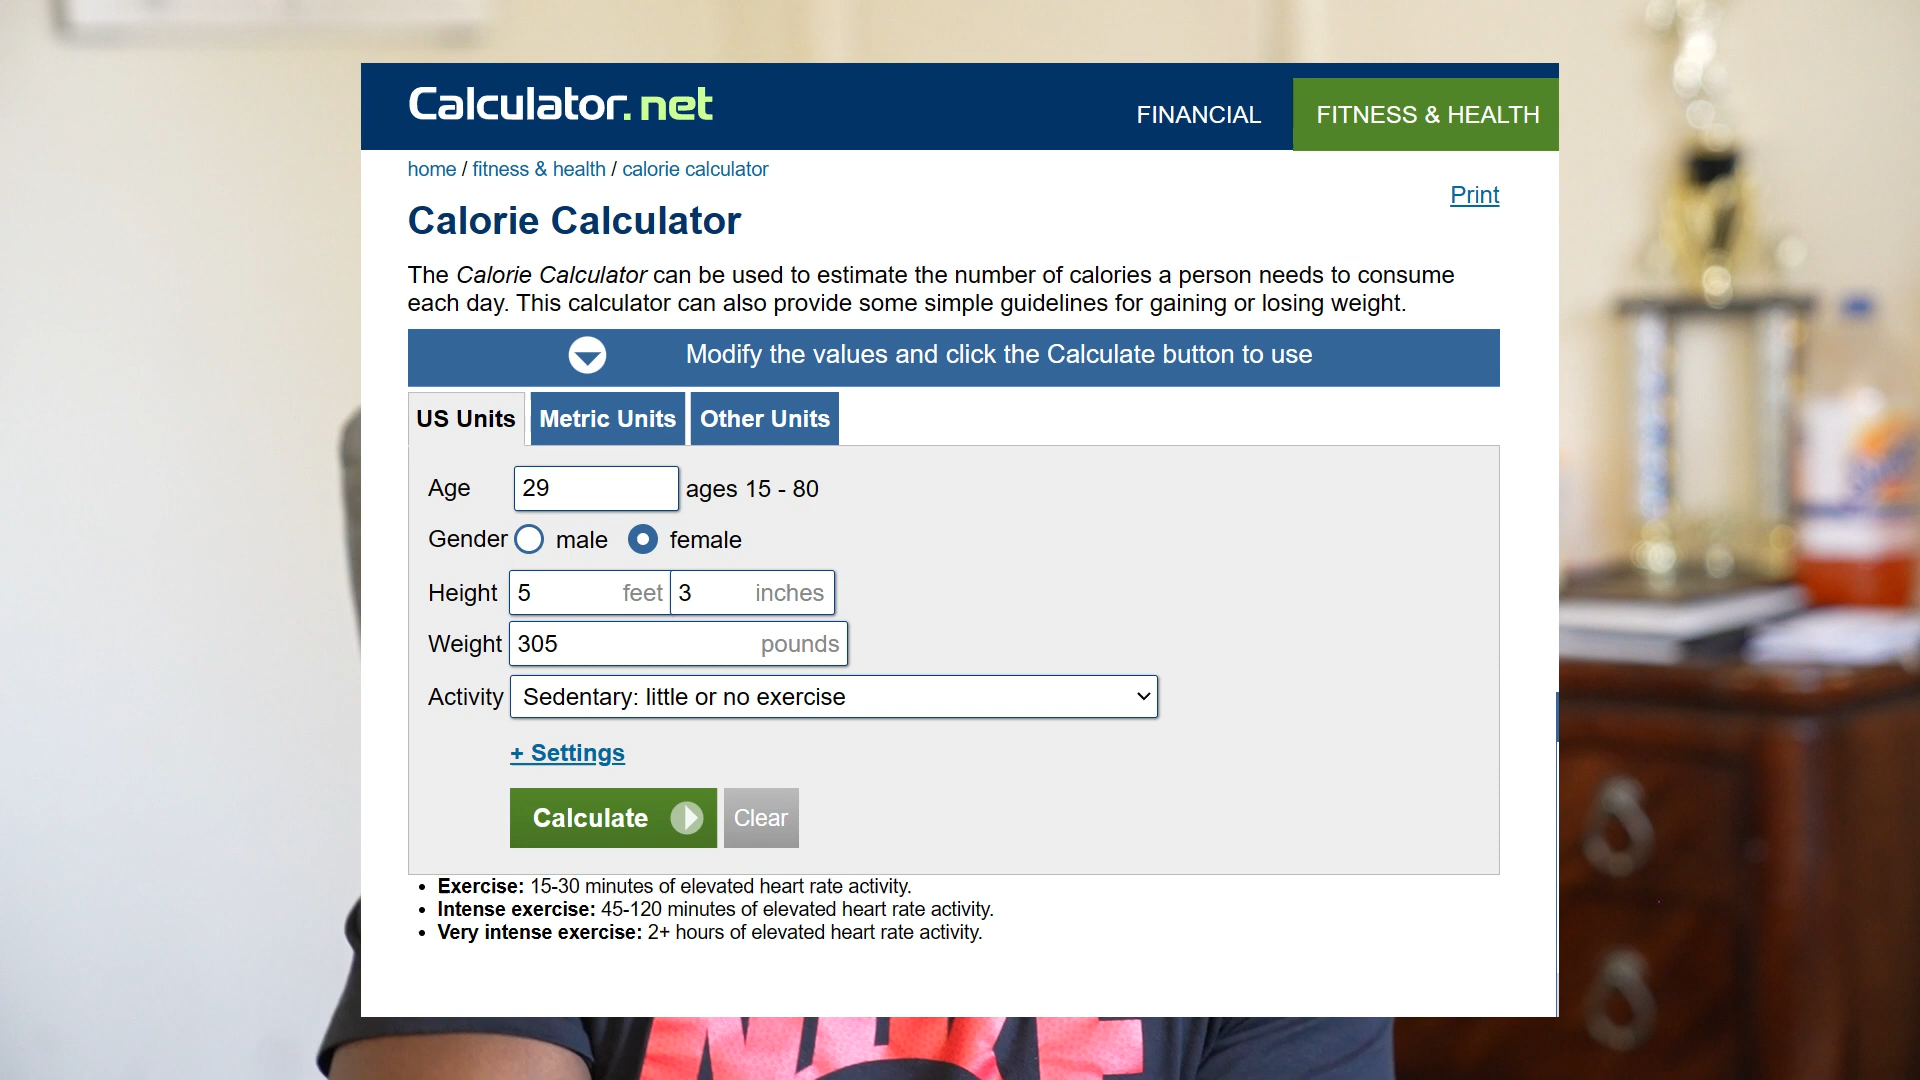 Calculator.net
FINANCIAL
FITNESS & HEALTH
home / fitness & health / calorie calculator
Print
Calorie Calculator
The Calorie Calculator can be used to estimate the number of calories a person needs to consume
each day. This calculator can also provide some simple guidelines for gaining or losing weight.
Modify the values and click the Calculate button to use
US Units Metric Units Other Units
Age 29 ages 15 - 80
Gender male female
Height 5 feet 3 inches
Weight 305 pounds
Activity Sedentary: little or no exercise
+ Settings
Calculate Clear
• Exercise: 15-30 minutes of elevated heart rate activity.
• Intense exercise: 45-120 minutes of elevated heart rate activity.
• Very intense exercise: 2+ hours of elevated heart rate activity.